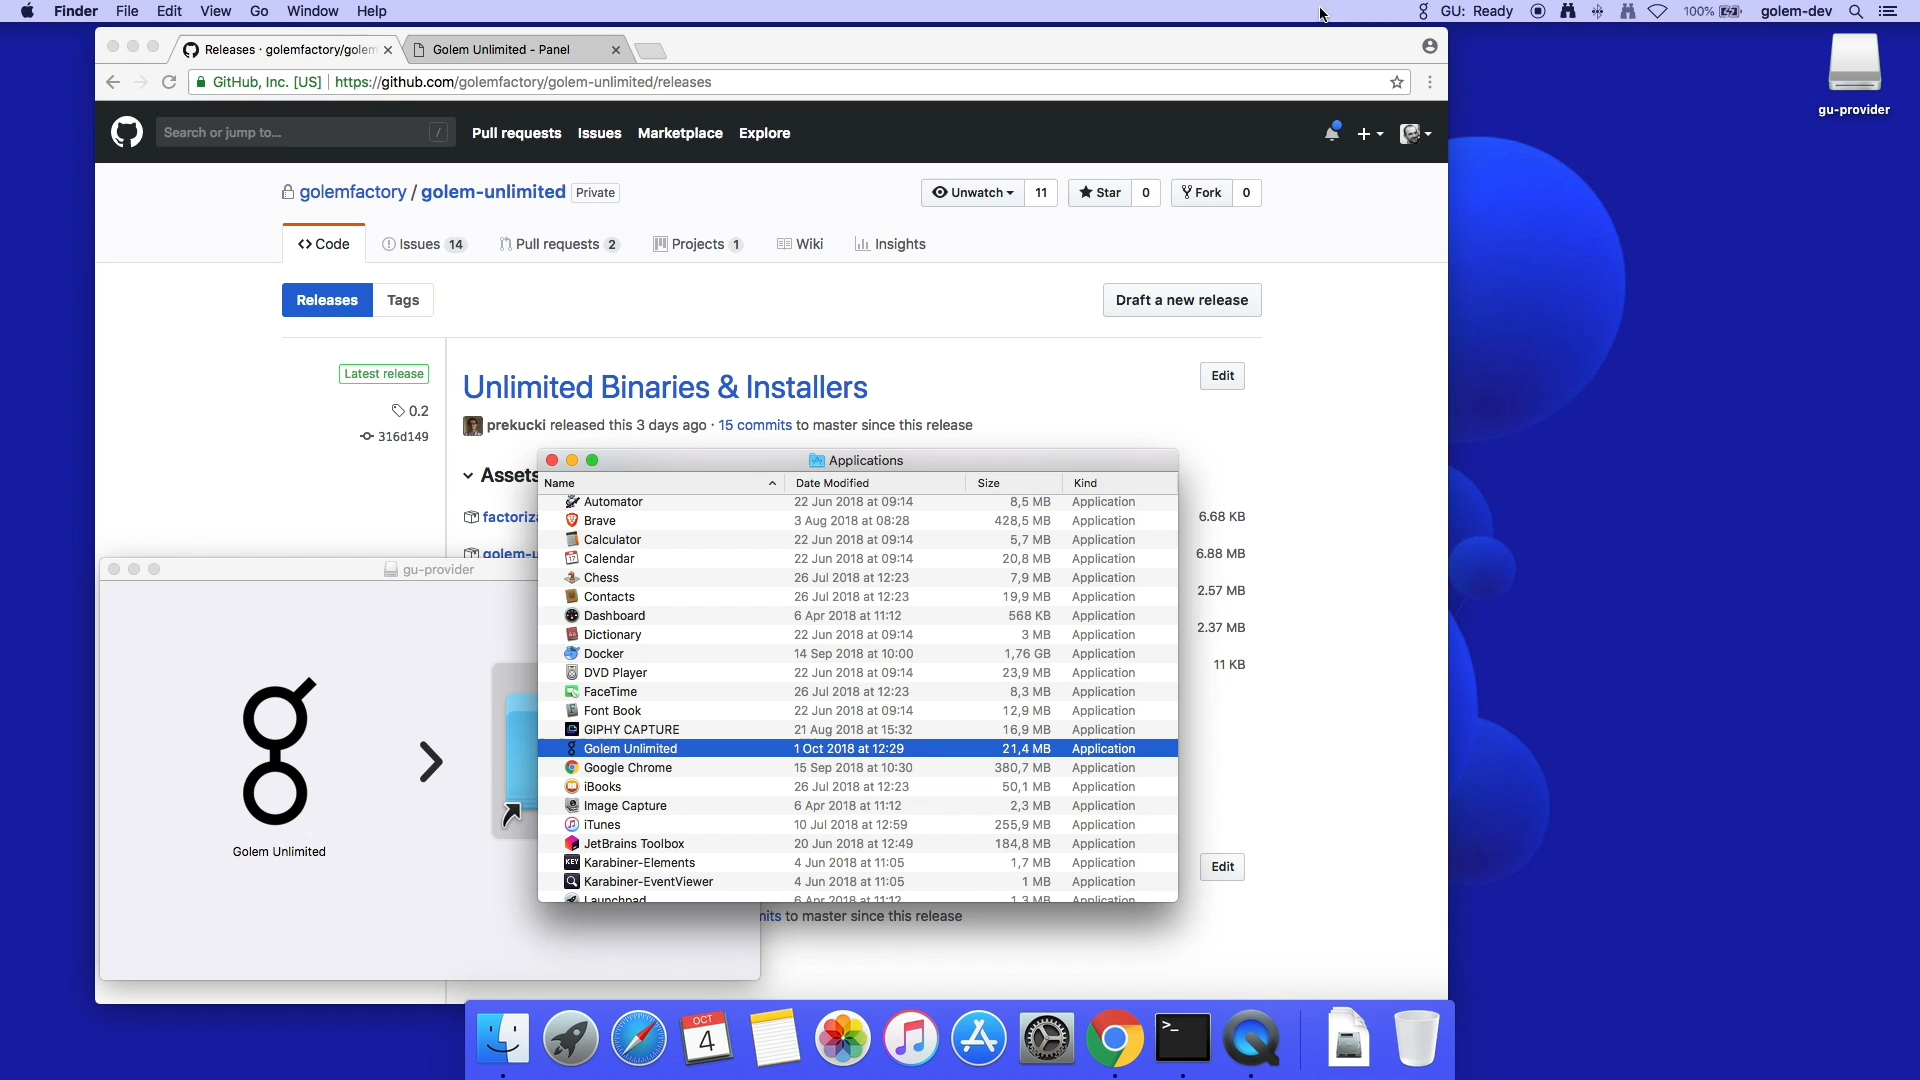 Finder File Edit View Go Window Help
GU: Ready 100% golem-dev
Releases · golemfactory/golem
Golem Unlimited - Panel
GitHub, Inc. [US] https://github.com/golemfactory/golem-unlimited/releases
gu-provider
Search or jump to... /
Pull requests Issues Marketplace Explore
golemfactory / golem-unlimited Private
Unwatch 11 Star 0 Fork 0
Code Issues 14 Pull requests 2 Projects 1 Wiki Insights
Releases Tags
Draft a new release
Latest release
0.2
316d149
Unlimited Binaries & Installers
Edit
prekucki released this 3 days ago · 15 commits to master since this release
Assets
Applications
Name Date Modified Size Kind
Automator 22 Jun 2018 at 09:14 8,5 MB Application
Brave 3 Aug 2018 at 08:28 428,5 MB Application
Calculator 22 Jun 2018 at 09:14 5,7 MB Application
Calendar 22 Jun 2018 at 09:14 20,8 MB Application
Chess 26 Jul 2018 at 12:23 7,9 MB Application
Contacts 26 Jul 2018 at 12:23 19,9 MB Application
Dashboard 6 Apr 2018 at 11:12 568 KB Application
Dictionary 22 Jun 2018 at 09:14 3 MB Application
Docker 14 Sep 2018 at 10:00 1,76 GB Application
DVD Player 22 Jun 2018 at 09:14 23,9 MB Application
FaceTime 26 Jul 2018 at 12:23 8,3 MB Application
Font Book 22 Jun 2018 at 09:14 12,9 MB Application
GIPHY CAPTURE 21 Aug 2018 at 15:32 16,9 MB Application
Golem Unlimited 1 Oct 2018 at 12:29 21,4 MB Application
Google Chrome 15 Sep 2018 at 10:30 380,7 MB Application
iBooks 26 Jul 2018 at 12:23 50,1 MB Application
Image Capture 6 Apr 2018 at 11:12 2,3 MB Application
iTunes 10 Jul 2018 at 12:59 255,9 MB Application
JetBrains Toolbox 20 Jun 2018 at 12:49 184,8 MB Application
Karabiner-Elements 4 Jun 2018 at 11:05 1,7 MB Application
Karabiner-EventViewer 4 Jun 2018 at 11:05 1 MB Application
Launchpad 6 Apr 2018 at 11:12 1,3 MB Application
factoriza
golem-u
6.68 KB
6.88 MB
2.57 MB
2.37 MB
11 KB
gu-provider
Golem Unlimited
Edit
mits to master since this release
OCT
4